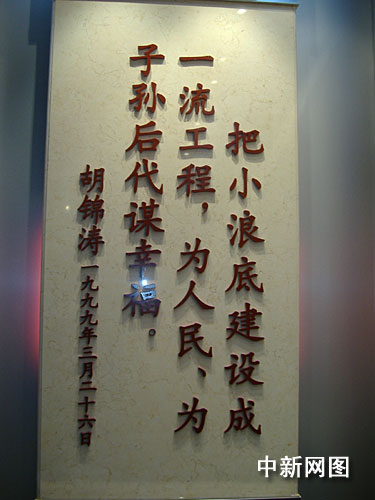 把小浪底建设成
一流工程，为人民、为
子孙后代谋幸福。
胡锦涛一九九九年三月二十六日
中新网图